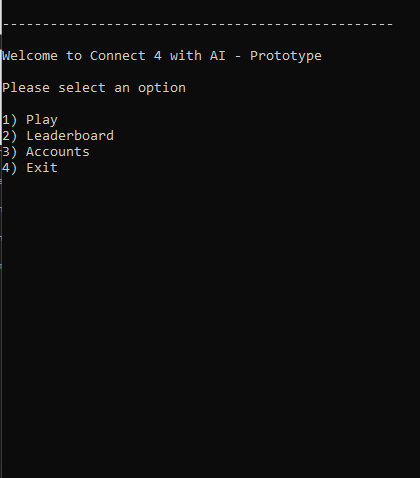 -------------------------------------------------
Welcome to Connect 4 with AI - Prototype
Please select an option
1) Play
2) Leaderboard
3) Accounts
4) Exit